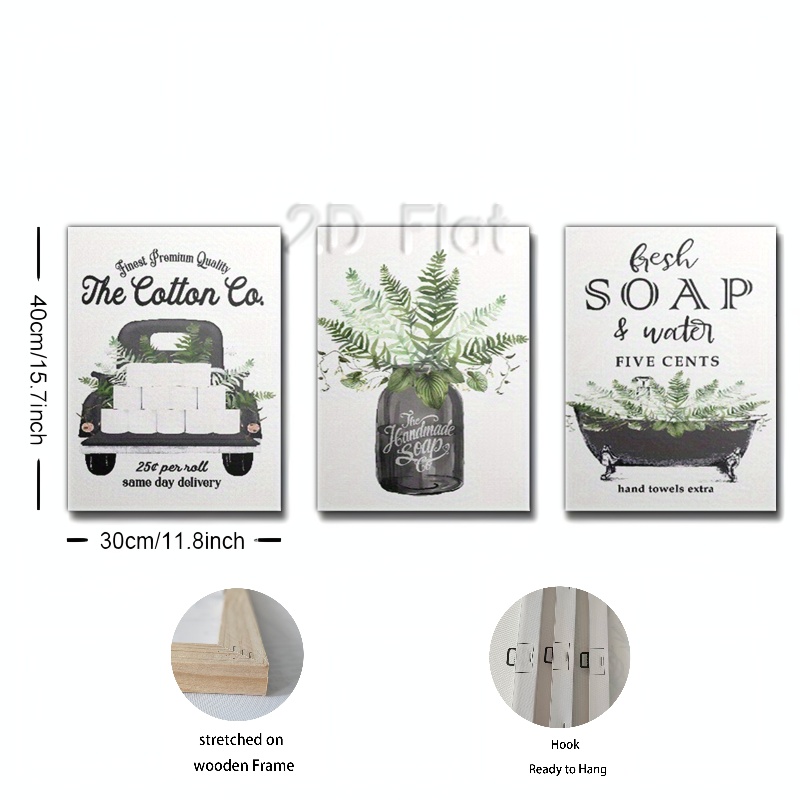 2D Flat
Finest Premium Quality
The Cotton Co.
25¢ per roll
same day delivery
The
Handmade
Soap
Co
fresh
SOAP
& water
FIVE CENTS
hand towels extra
40cm/15.7inch
30cm/11.8inch
stretched on
wooden Frame
Hook
Ready to Hang